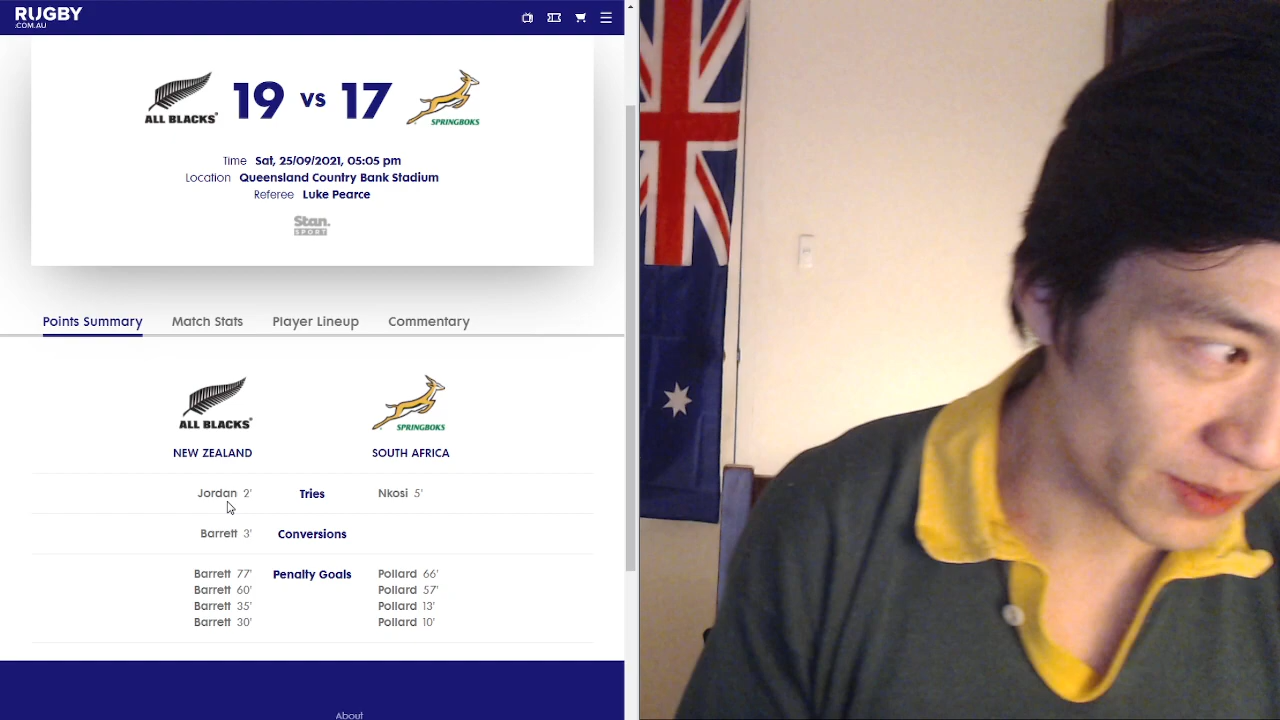 RUGBY
.COM.AU
ALL BLACKS® 19 vs 17 SPRINGBOKS
Time Sat, 25/09/2021, 05:05 pm
Location Queensland Country Bank Stadium
Referee Luke Pearce
Stan.
SPORT
Points Summary Match Stats Player Lineup Commentary
ALL BLACKS® SPRINGBOKS
NEW ZEALAND SOUTH AFRICA
Jordan 2' Tries Nkosi 5'
Barrett 3' Conversions
Barrett 77' Penalty Goals Pollard 66'
Barrett 60' Pollard 57'
Barrett 35' Pollard 13'
Barrett 30' Pollard 10'
About